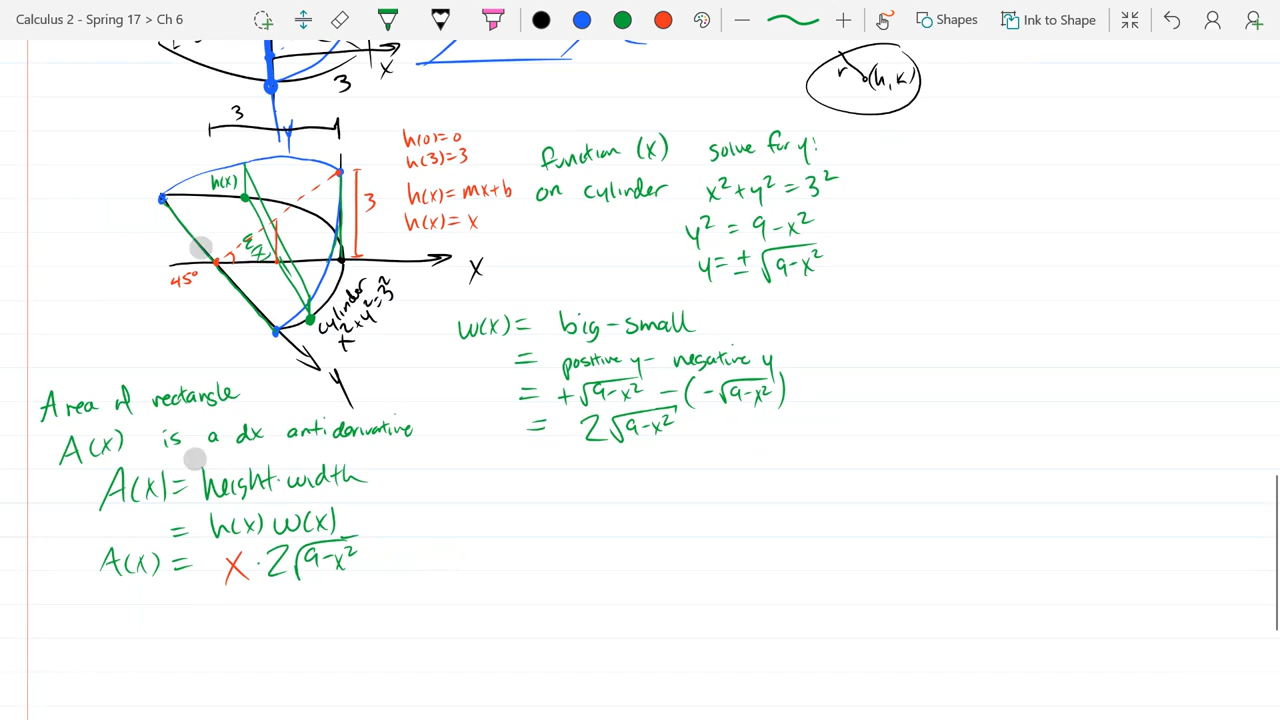 Calculus 2 - Spring 17 > Ch 6
Shapes
Ink to Shape
X
3
r
(h, k)
3
h(0)=0
h(3)=3
h(x)=mx+b
h(x)=x
3
h(x)
45°
X
y
cylinder
x²+y²=3²
function (x)
on cylinder
solve for y:
x²+y²=3²
y²=9-x²
y=±√9-x²
w(x)= big-small
= positive y - negative y
= +√9-x² -(-√9-x²)
= 2√9-x²
Area of rectangle
A(x) is a dx antiderivative
A(x)= height·width
= h(x) w(x)
A(x)= x·2√9-x²